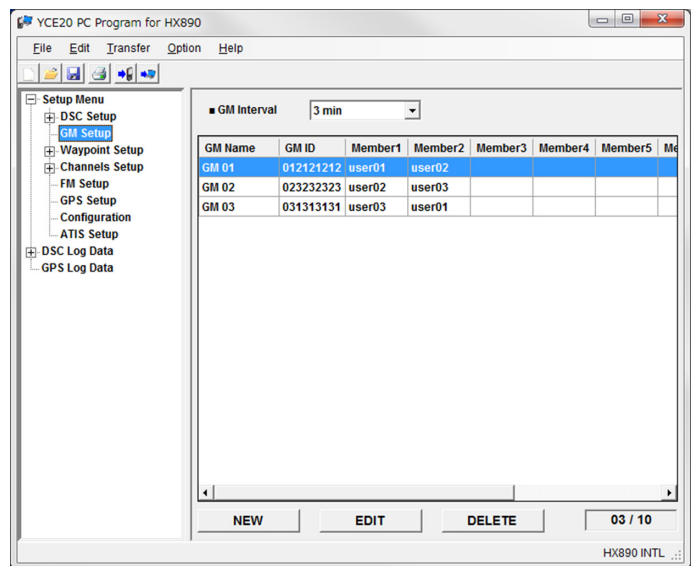 YCE20 PC Program for HX890
File Edit Transfer Option Help
Setup Menu
DSC Setup
GM Setup
Waypoint Setup
Channels Setup
FM Setup
GPS Setup
Configuration
ATIS Setup
DSC Log Data
GPS Log Data
GM Interval 3 min
GM Name GM ID Member1 Member2 Member3 Member4 Member5 Me
GM 01 012121212 user01 user02
GM 02 023232323 user02 user03
GM 03 031313131 user03 user01
NEW EDIT DELETE 03 / 10
HX890 INTL